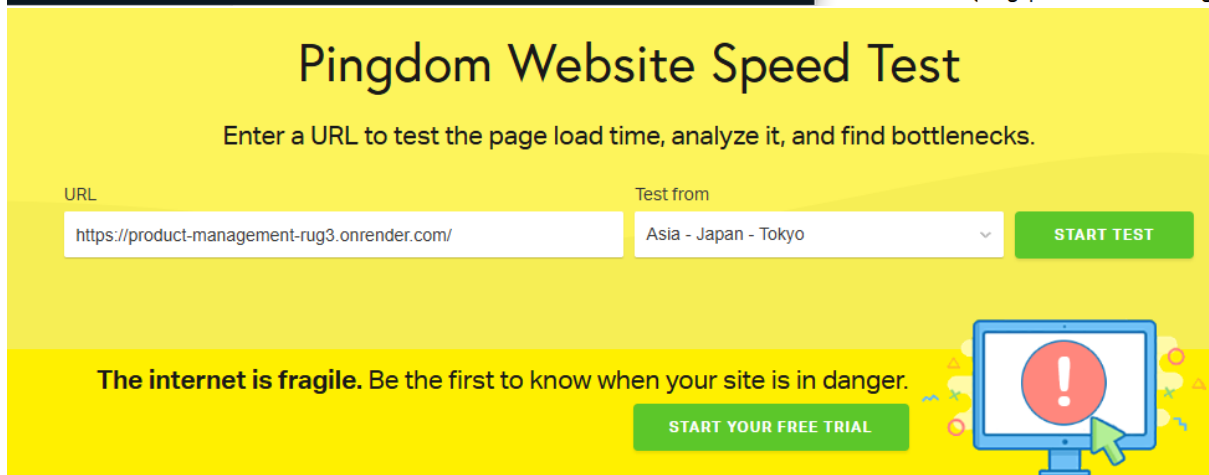 Pingdom Website Speed Test
Enter a URL to test the page load time, analyze it, and find bottlenecks.
URL
Test from
https://product-management-rug3.onrender.com/
Asia - Japan - Tokyo
START TEST
The internet is fragile. Be the first to know when your site is in danger.
START YOUR FREE TRIAL